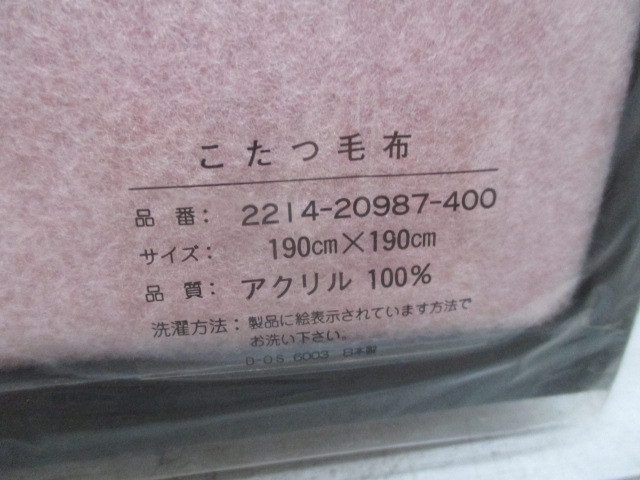 こたつ毛布
品番： 2214-20987-400
サイズ： 190cm×190cm
品質： アクリル 100%
洗濯方法： 製品に絵表示されています方法で
お洗い下さい。
D-OS 6003 日本製